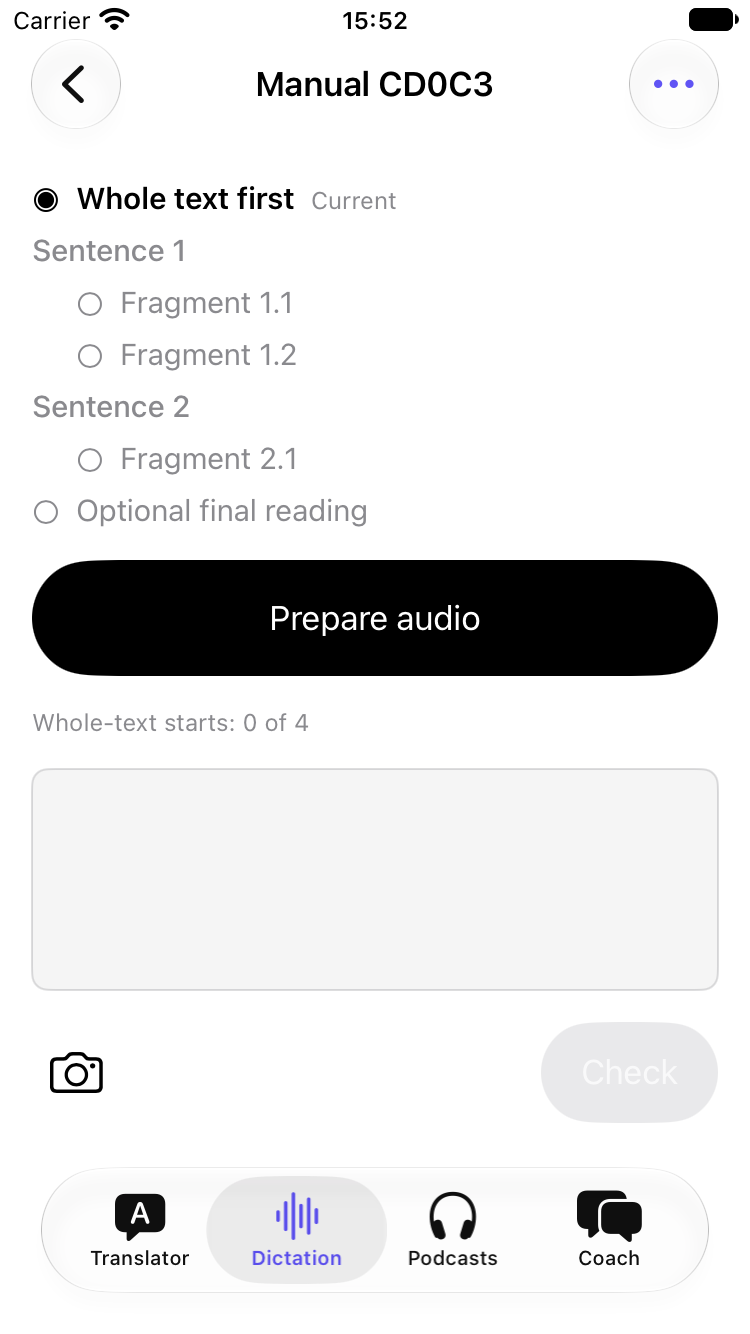 Carrier 15:52
Manual CD0C3
Whole text first Current
Sentence 1
Fragment 1.1
Fragment 1.2
Sentence 2
Fragment 2.1
Optional final reading
Prepare audio
Whole-text starts: 0 of 4
Check
A
Translator Dictation Podcasts Coach